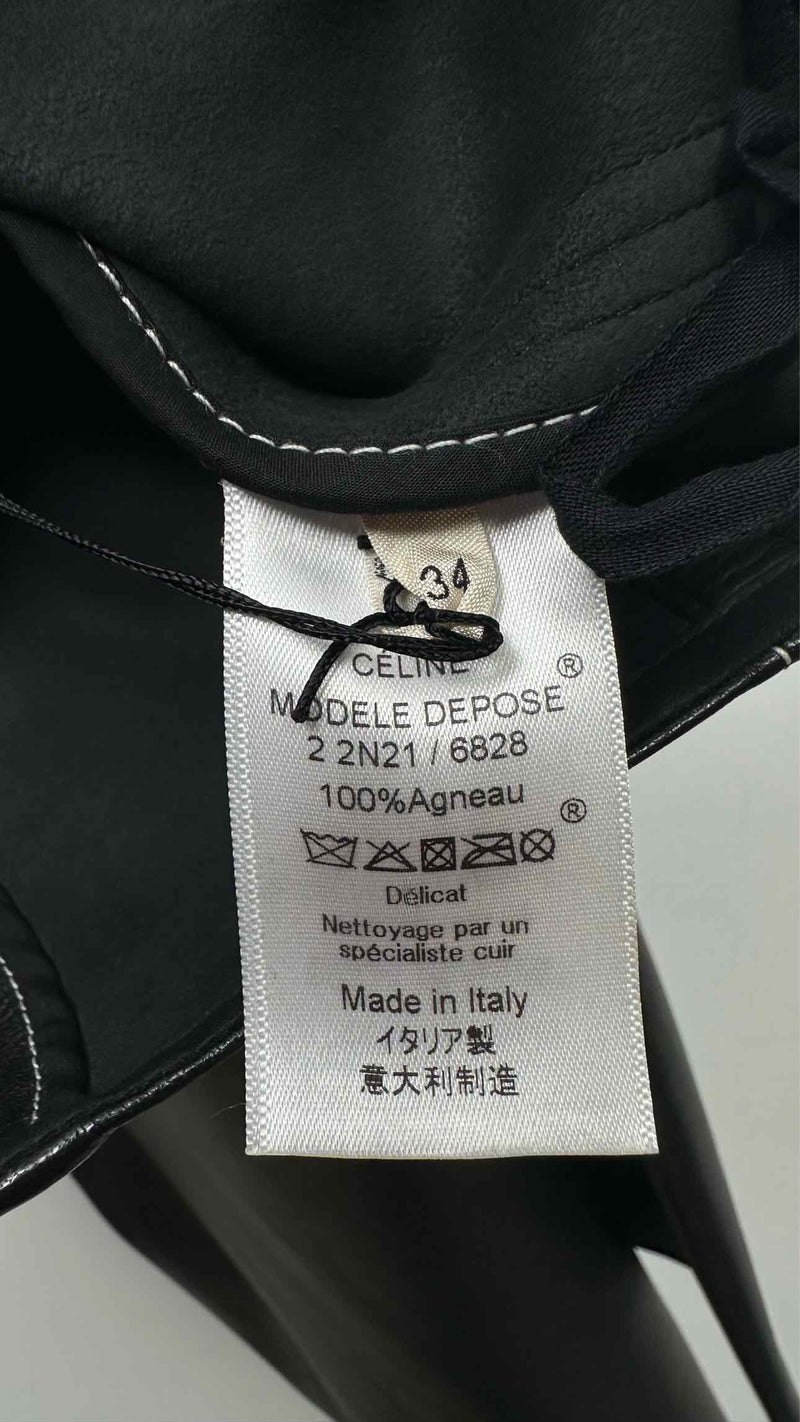 34
CÉLINE
®
MODELE DEPOSE
2 2N21 / 6828
100%Agneau
®
Délicat
Nettoyage par un
spécialiste cuir
Made in Italy
イタリア製
意大利制造